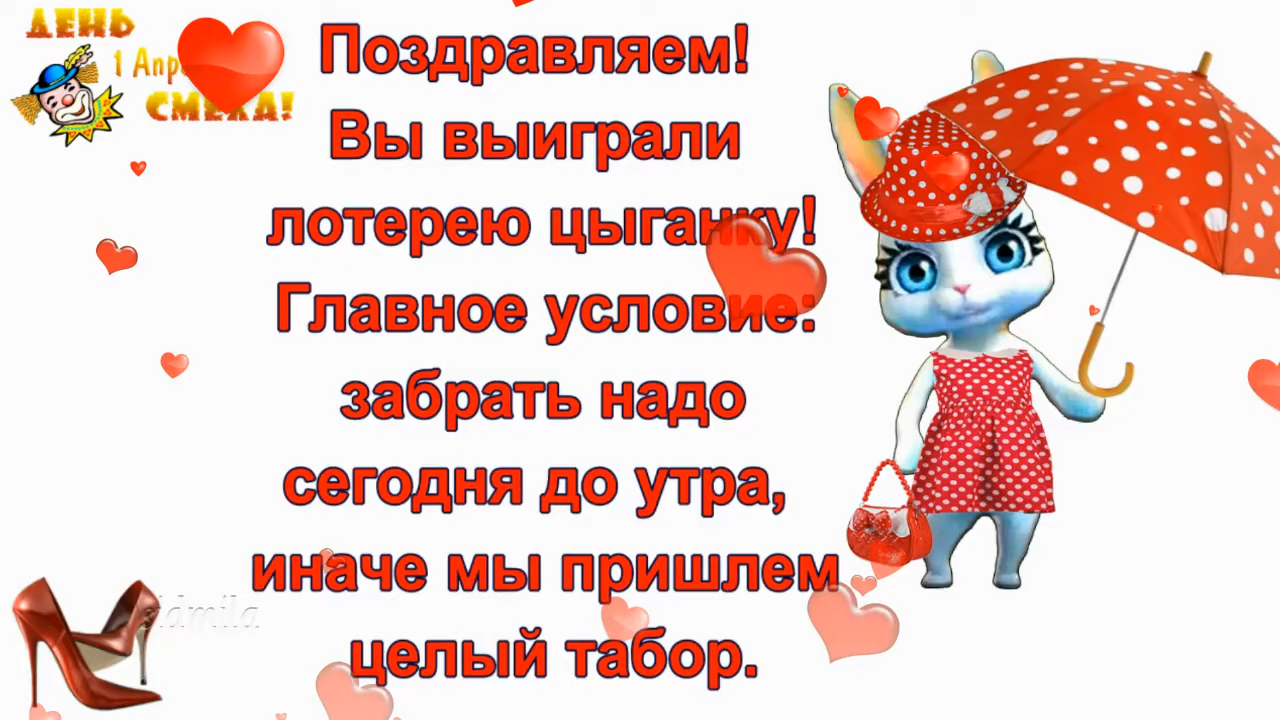 ДЕНЬ
1 Апр
СМЕХА!
Поздравляем!
Вы выиграли
лотерею цыганку!
Главное условие:
забрать надо
сегодня до утра,
иначе мы пришлем
целый табор.